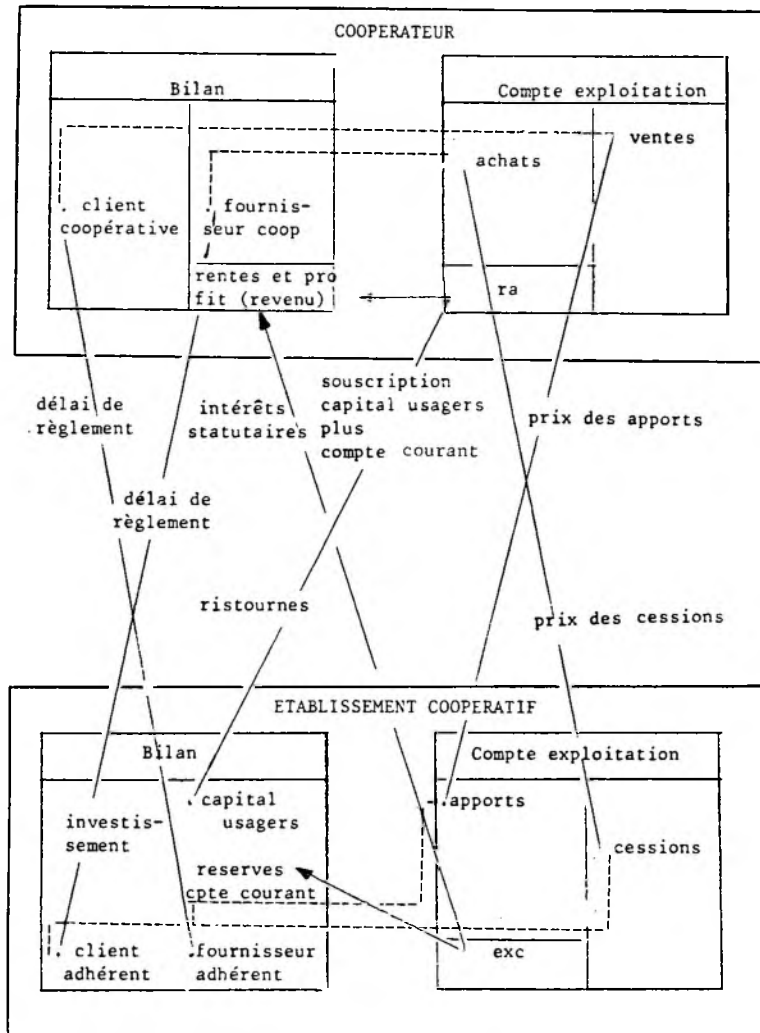 COOPERATEUR
Bilan
Compte exploitation
ventes
achats
. client
coopérative
. fournis-
seur coop
rentes et pro
fit (revenu)
ra
délai de
règlement
intérêts
statutaires
souscription
capital usagers
plus
compte courant
prix des apports
délai de
règlement
ristournes
prix des cessions
ETABLISSEMENT COOPERATIF
Bilan
Compte exploitation
.capital
usagers
.apports
investis-
sement
cessions
reserves
cpte courant
. client
adhérent
.fournisseur
adhérent
exc